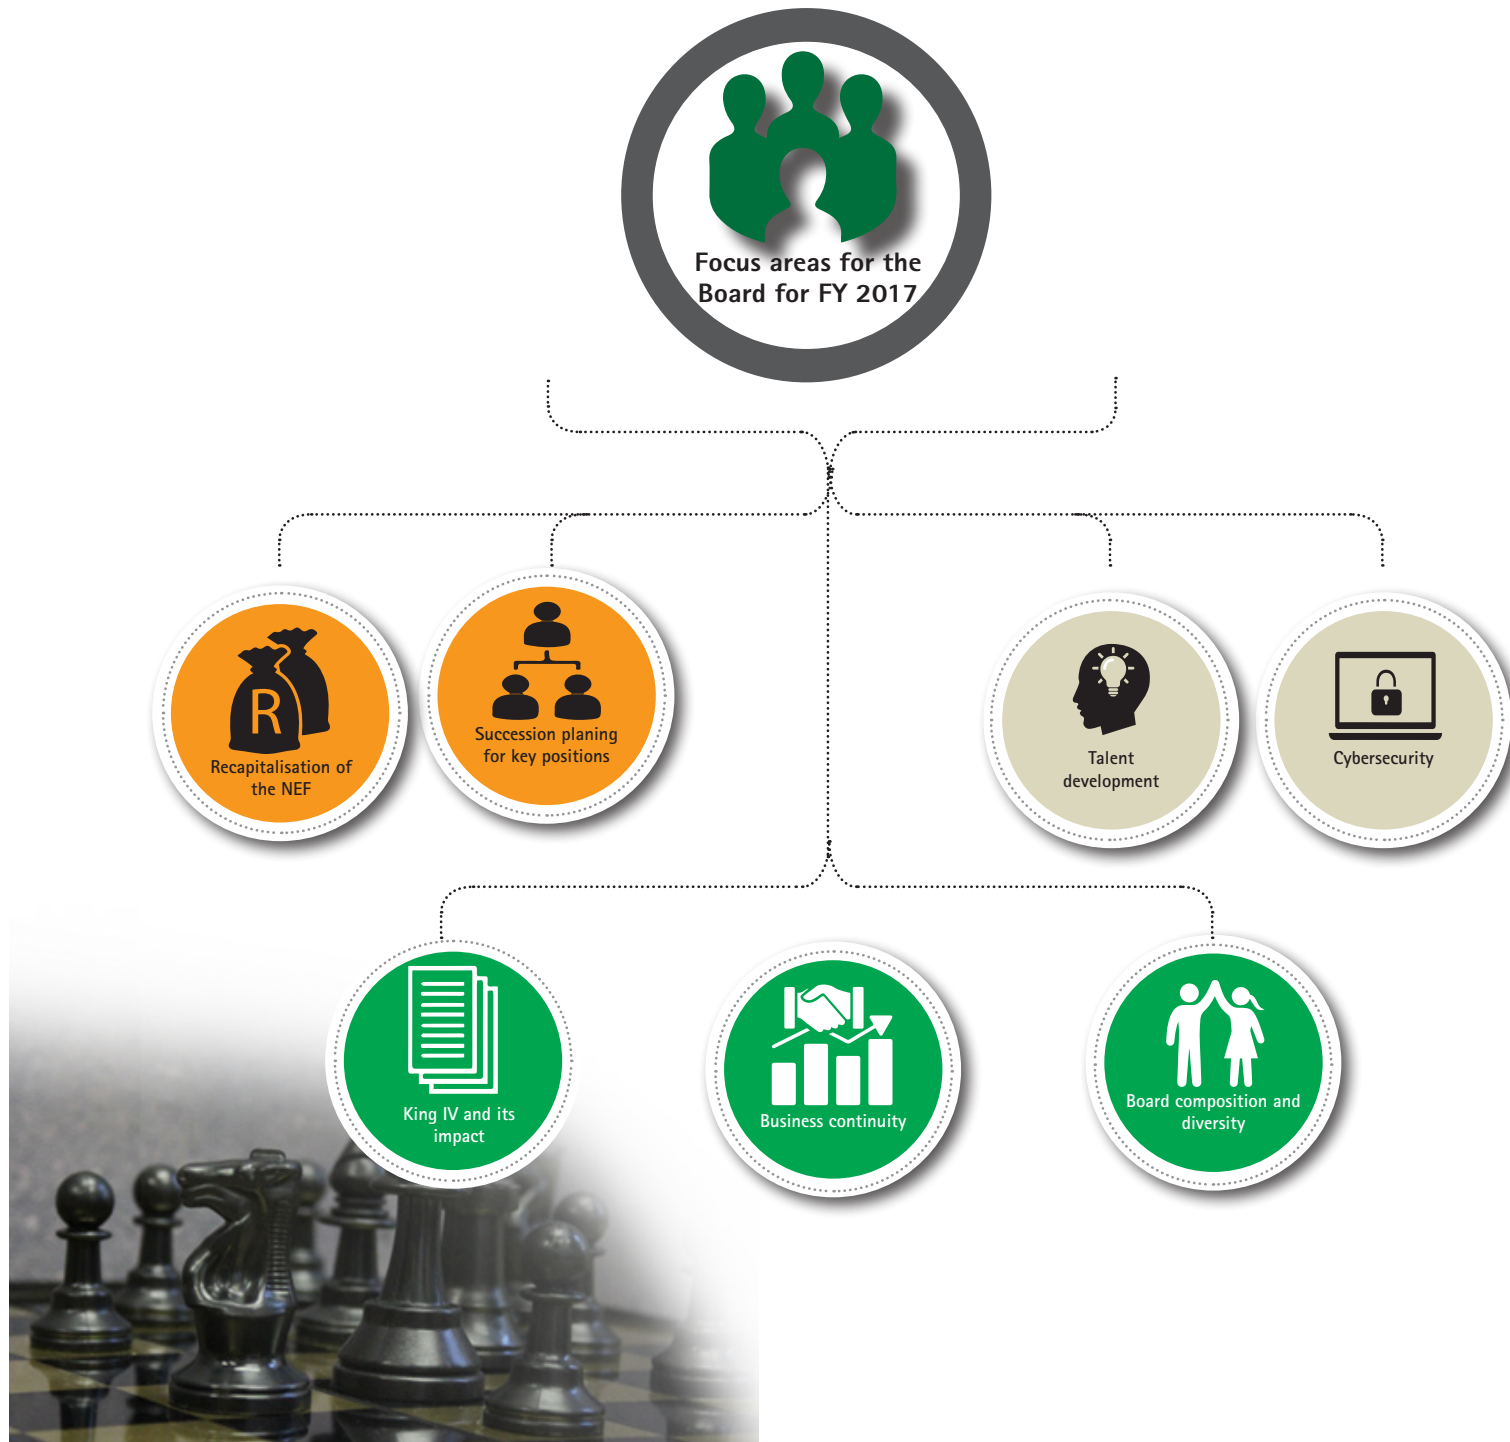 Focus areas for the
Board for FY 2017
R
Recapitalisation of
the NEF
Succession planing
for key positions
Talent
development
Cybersecurity
King IV and its
impact
Business continuity
Board composition and
diversity